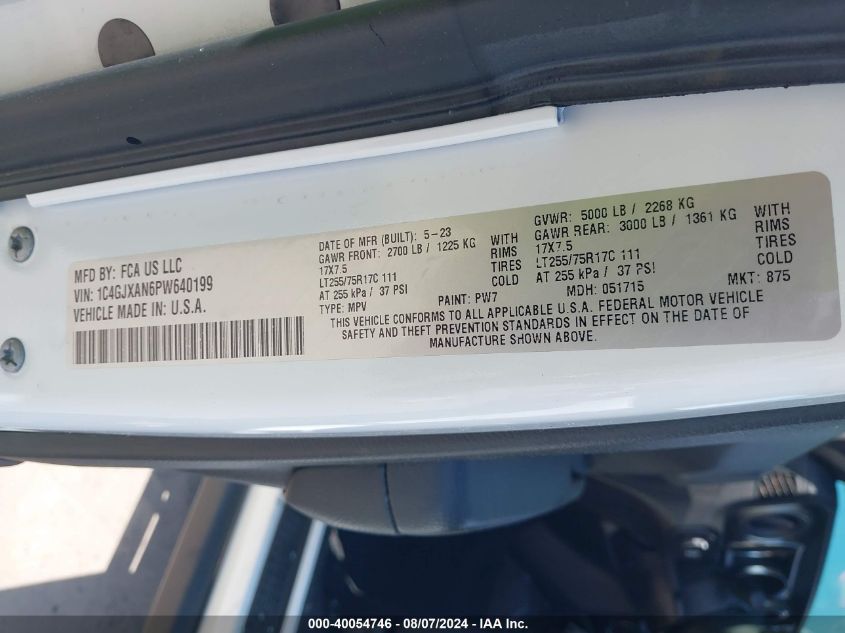 MFD BY: FCA US LLC
VIN: 1C4GJXAN6PW640199
VEHICLE MADE IN: U.S.A.
DATE OF MFR (BUILT): 5-23
GAWR FRONT: 2700 LB / 1225 KG WITH
17X7.5 RIMS
LT255/75R17C 111 TIRES
AT 255 kPa / 37 PSI COLD
TYPE: MPV PAINT: PW7
GVWR: 5000 LB / 2268 KG
GAWR REAR: 3000 LB / 1361 KG WITH
17X7.5 RIMS
LT255/75R17C 111 TIRES
AT 255 kPa / 37 PSI COLD
MDH: 051715 MKT: 875
THIS VEHICLE CONFORMS TO ALL APPLICABLE U.S.A. FEDERAL MOTOR VEHICLE
SAFETY AND THEFT PREVENTION STANDARDS IN EFFECT ON THE DATE OF
MANUFACTURE SHOWN ABOVE.
000-40054746 - 08/07/2024 - IAA Inc.